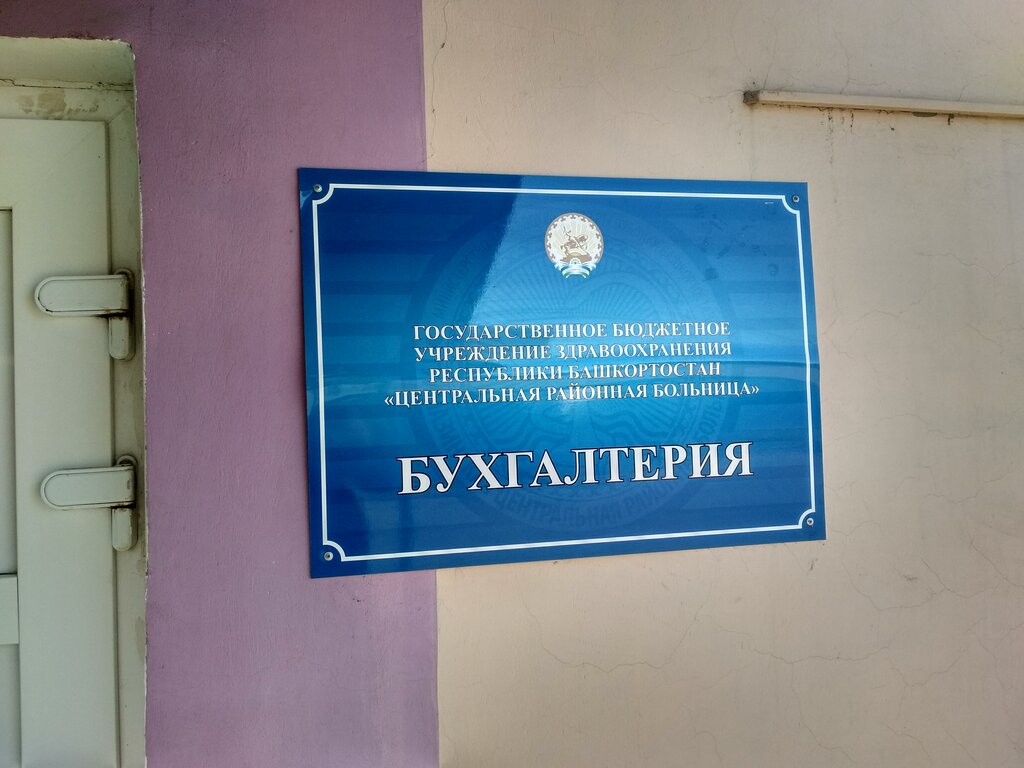 ГОСУДАРСТВЕННОЕ БЮДЖЕТНОЕ
УЧРЕЖДЕНИЕ ЗДРАВООХРАНЕНИЯ
РЕСПУБЛИКИ БАШКОРТОСТАН
«ЦЕНТРАЛЬНАЯ РАЙОННАЯ БОЛЬНИЦА»
БУХГАЛТЕРИЯ